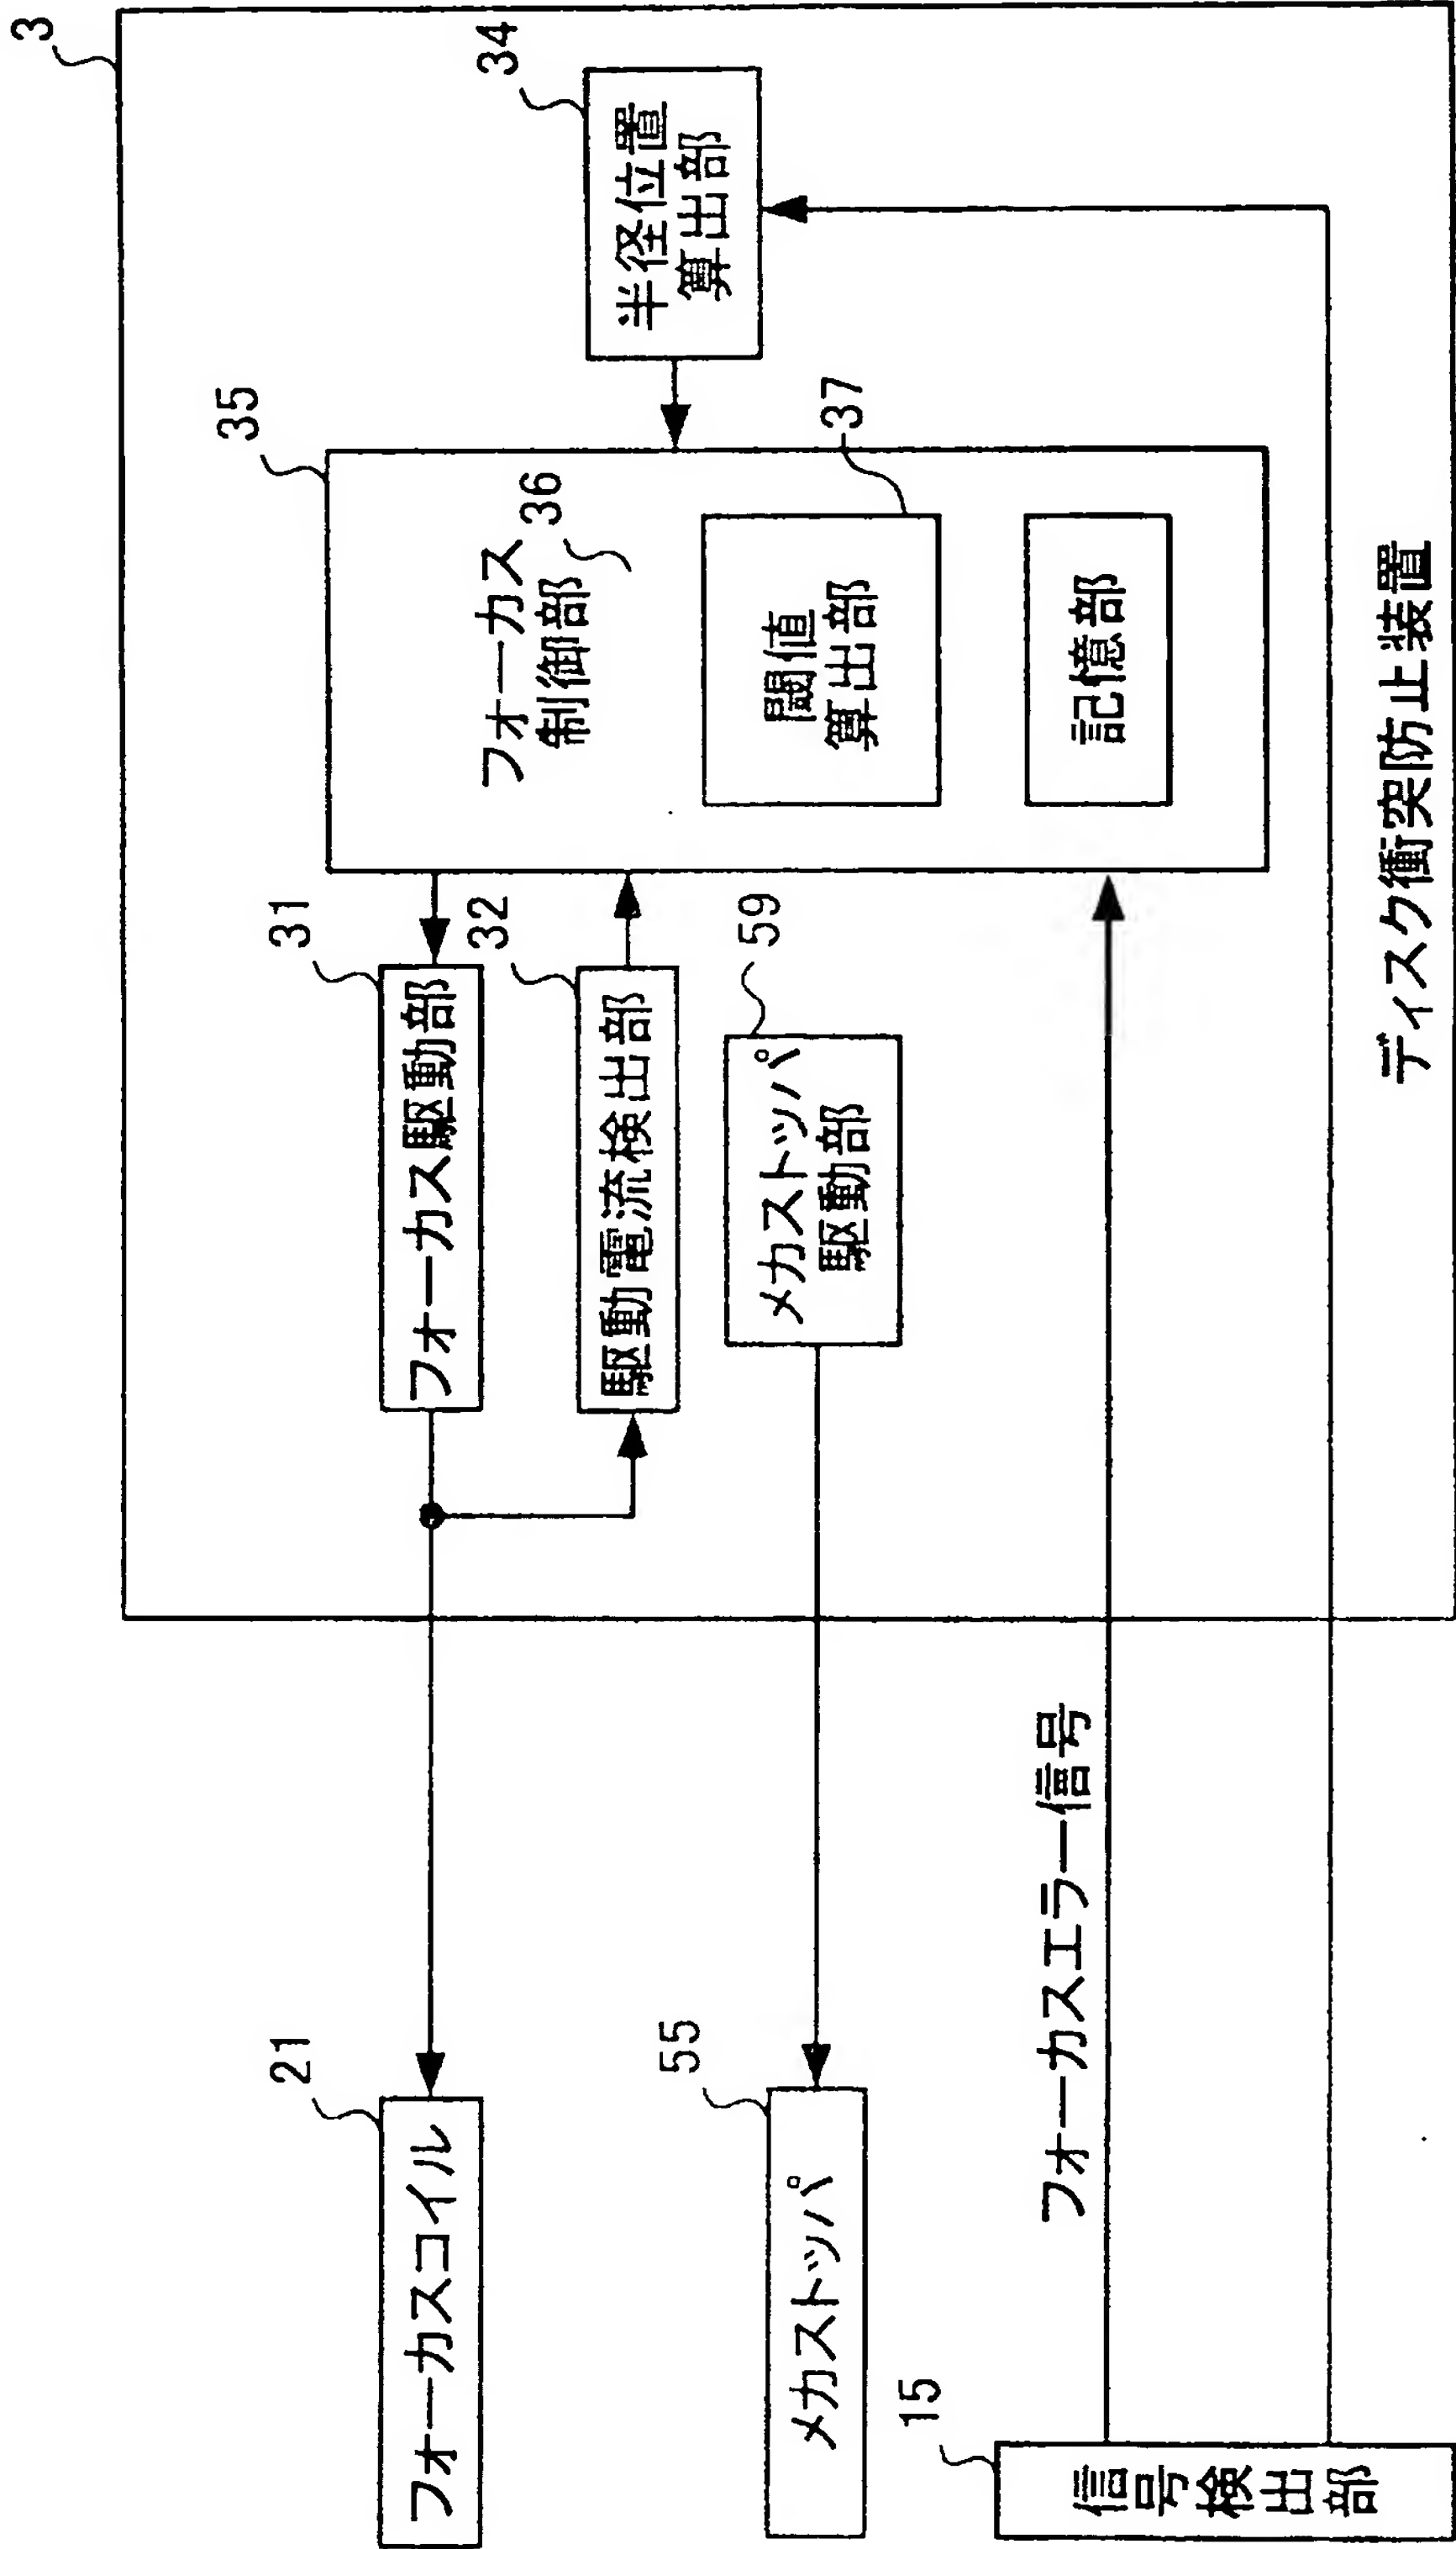 3
34
半径位置
算出部
35
フォーカス
制御部
36
37
閾値
算出部
記憶部
31
フォーカス駆動部
32
駆動電流検出部
59
メカストッパ
駆動部
ディスク衝突防止装置
21
フォーカスコイル
55
メカストッパ
フォーカスエラー信号
15
信号検出部